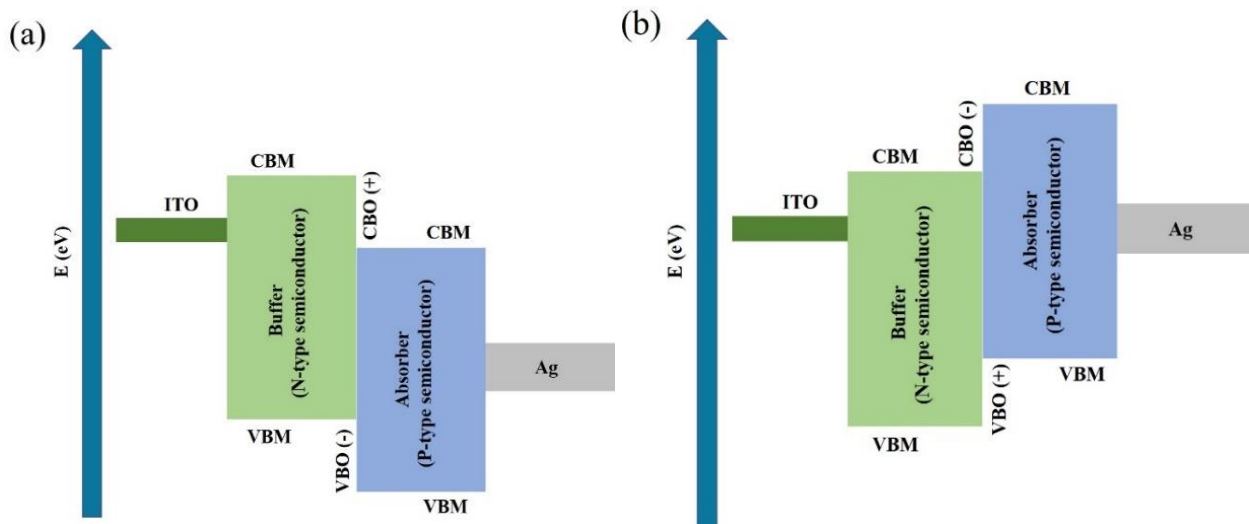 (a)
E (eV)
ITO
CBM
Buffer
(N-type semiconductor)
VBM
CBO (+)
VBO (-)
CBM
Absorber
(P-type semiconductor)
VBM
Ag
(b)
E (eV)
ITO
CBM
Buffer
(N-type semiconductor)
VBM
CBO (-)
VBO (+)
CBM
Absorber
(P-type semiconductor)
VBM
Ag